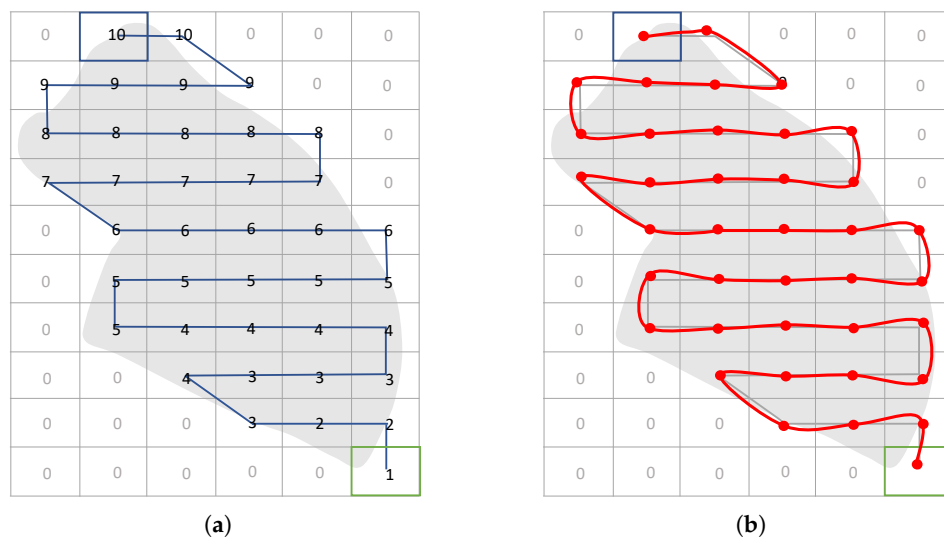 0 10 10 0 0 0 0 0 0 0
9 9 9 9 0 0 0 0
8 8 8 8 8 0 0
7 7 7 7 7 0 0
0 6 6 6 6 6 0
0 5 5 5 5 5 0
0 5 4 4 4 4 0
0 0 4 3 3 3 0 0
0 0 0 3 2 2 0 0 0
0 0 0 0 0 1 0 0 0 0 0
(a) (b)